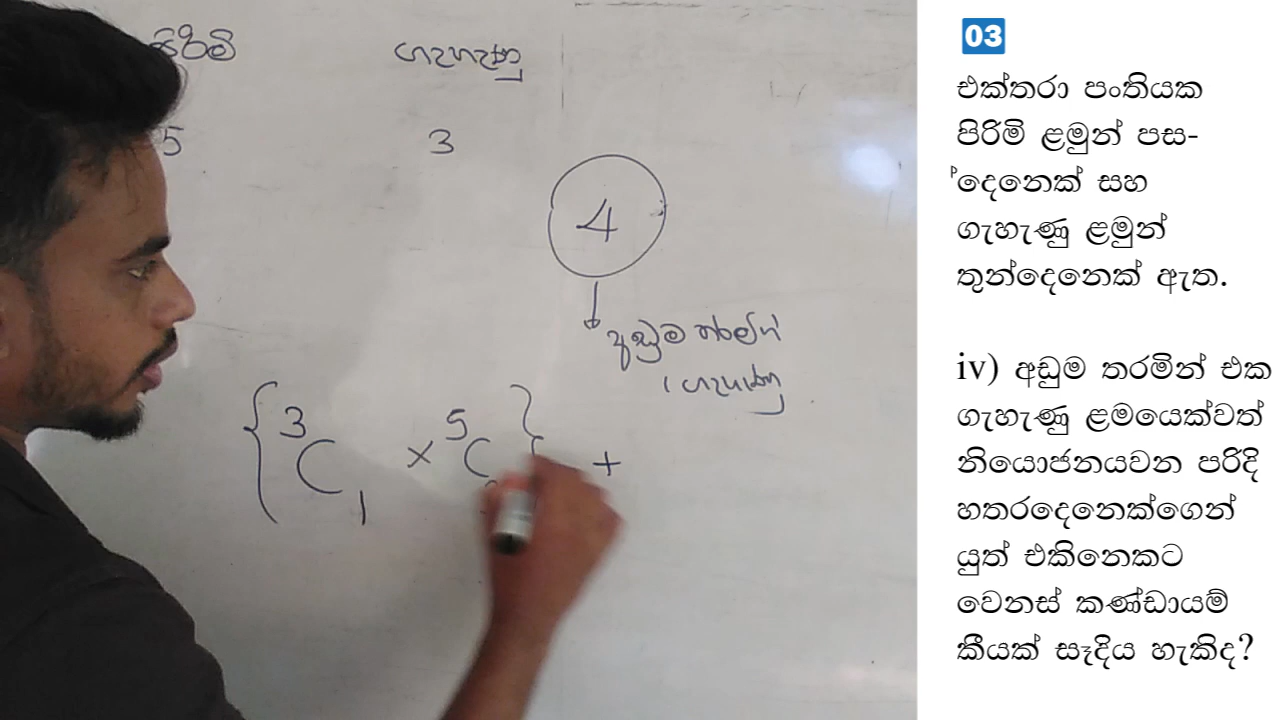 පිරිමි ගැහැණු
5 3
4
අඩුම තරමින්
1 ගැහැණු
{ ³C₁ × ⁵C₃ } +
03
එක්තරා පංතියක
පිරිමි ළමුන් පස-
්දෙනෙක් සහ
ගැහැණු ළමුන්
තුන්දෙනෙක් ඇත.
iv) අඩුම තරමින් එක
ගැහැණු ළමයෙක්වත්
නියොජනයවන පරිදි
හතරදෙනෙක්ගෙන්
යුත් එකිනෙකට
වෙනස් කණ්ඩායම්
කීයක් සෑදිය හැකිද?